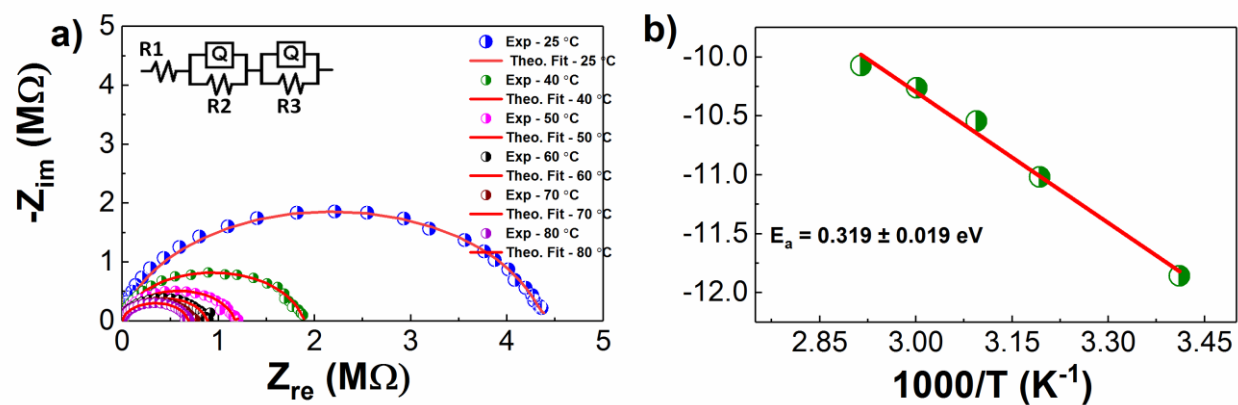 a)
5
4
3
2
1
0
-Z_im (MΩ)
R1
Q
Q
R2
R3
Exp - 25 °C
Theo. Fit - 25 °C
Exp - 40 °C
Theo. Fit - 40 °C
Exp - 50 °C
Theo. Fit - 50 °C
Exp - 60 °C
Theo. Fit - 60 °C
Exp - 70 °C
Theo. Fit - 70 °C
Exp - 80 °C
Theo. Fit - 80 °C
0 1 2 3 4 5
Z_re (MΩ)
b)
-10.0
-10.5
-11.0
-11.5
-12.0
E_a = 0.319 ± 0.019 eV
2.85 3.00 3.15 3.30 3.45
1000/T (K⁻¹)